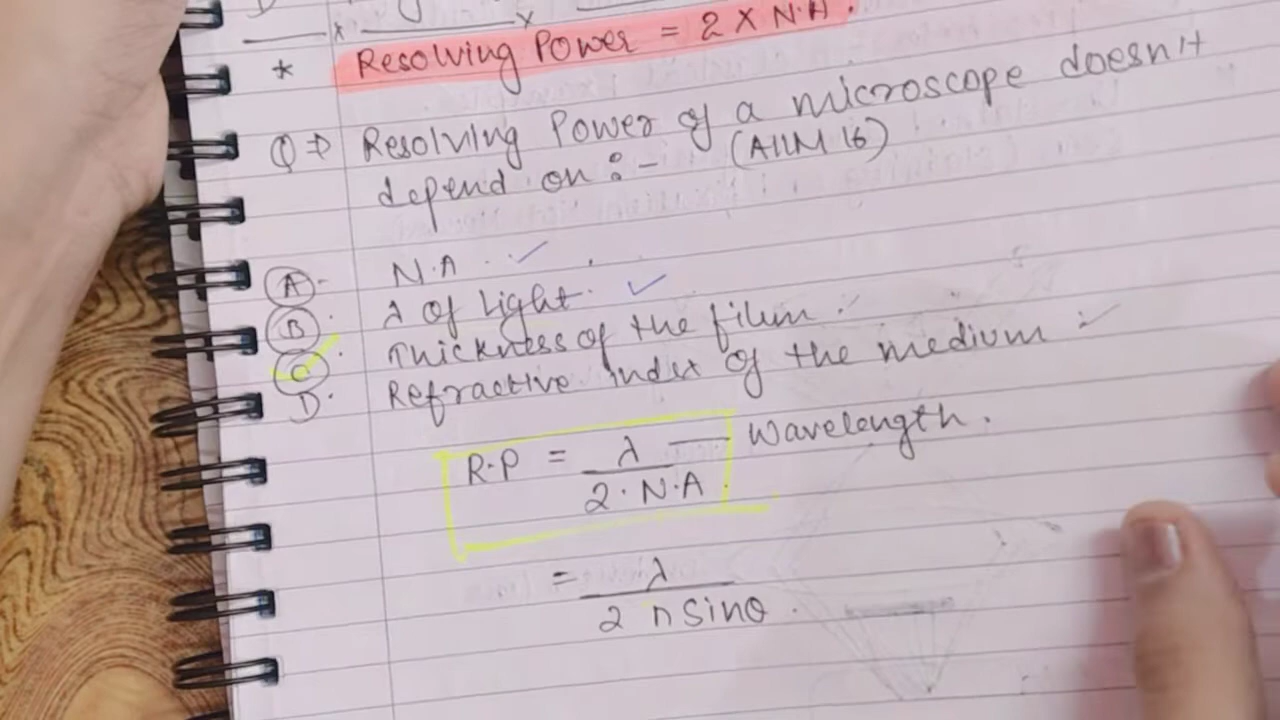 * Resolving Power = 2 X N.A.
Q ⇒ Resolving Power of a microscope doesn't
depend on :- (AIIM 16)
A. N.A ✓
B. λ of light. ✓
C. Thickness of the filim :
D. Refractive index of the medium ✓
R.P = λ / 2. N.A. — Wavelength.
= λ / 2 n sinθ.